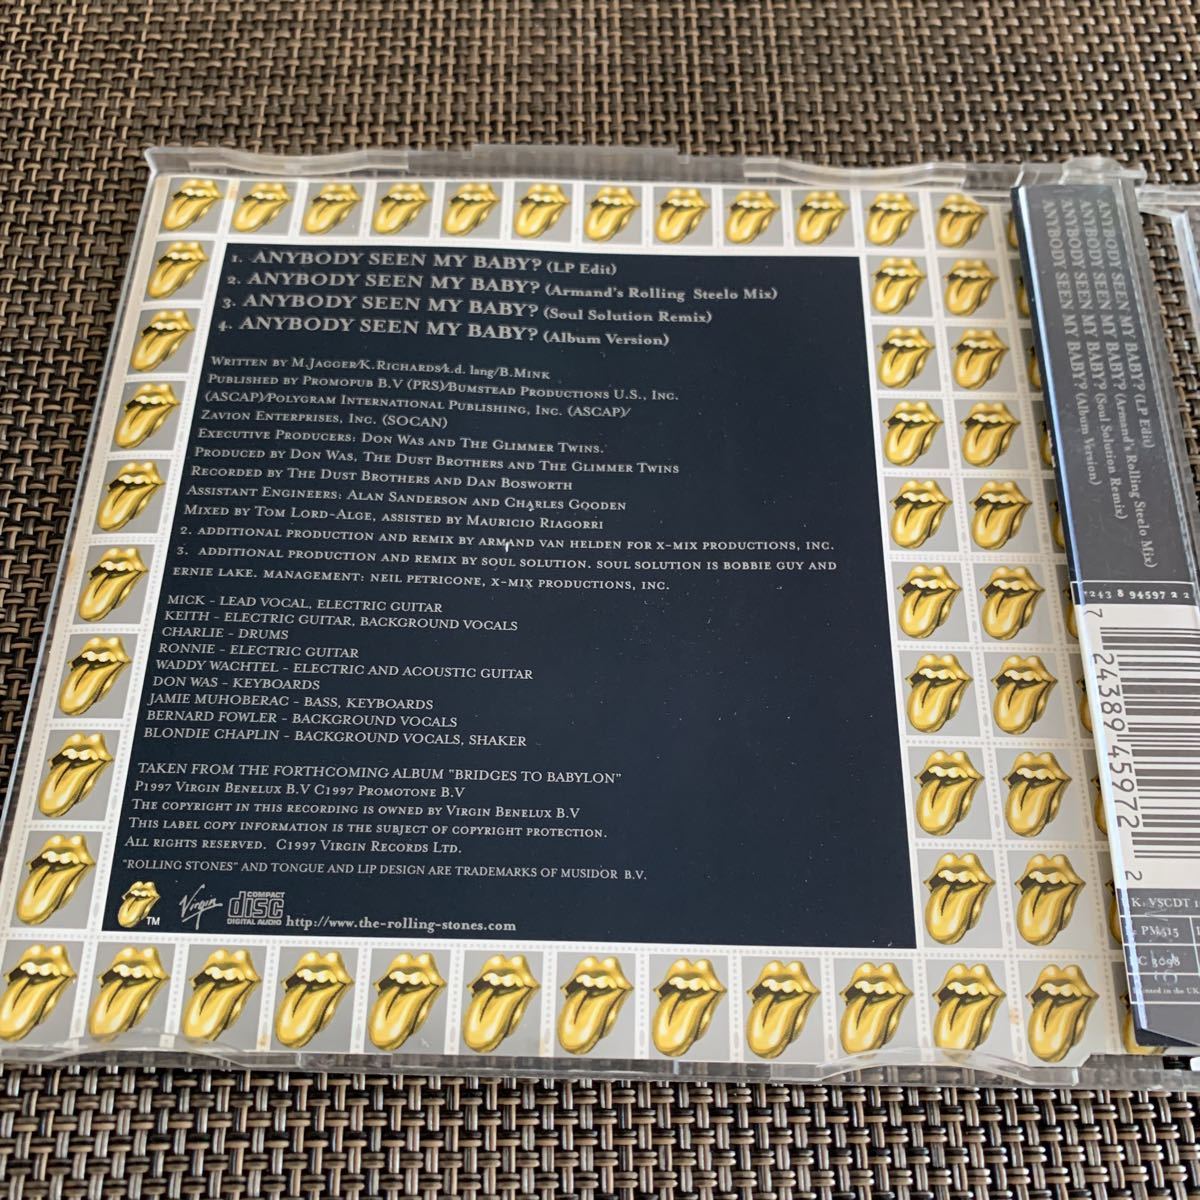 1. ANYBODY SEEN MY BABY? (LP Edit)
2. ANYBODY SEEN MY BABY? (Armand's Rolling Steelo Mix)
3. ANYBODY SEEN MY BABY? (Soul Solution Remix)
4. ANYBODY SEEN MY BABY? (Album Version)
WRITTEN BY M.JAGGER/K.RICHARDS/k.d. lang/B.MINK
PUBLISHED BY PROMOPUB B.V (PRS)/BUMSTEAD PRODUCTIONS U.S., INC.
(ASCAP)/POLYGRAM INTERNATIONAL PUBLISHING, INC. (ASCAP)/
ZAVION ENTERPRISES, INC. (SOCAN)
EXECUTIVE PRODUCERS: DON WAS AND THE GLIMMER TWINS.
PRODUCED BY DON WAS, THE DUST BROTHERS AND THE GLIMMER TWINS
RECORDED BY THE DUST BROTHERS AND DAN BOSWORTH
ASSISTANT ENGINEERS: ALAN SANDERSON AND CHARLES GOODEN
MIXED BY TOM LORD-ALGE, ASSISTED BY MAURICIO RIAGORRI
2. ADDITIONAL PRODUCTION AND REMIX BY ARMAND VAN HELDEN FOR X-MIX PRODUCTIONS, INC.
3. ADDITIONAL PRODUCTION AND REMIX BY SOUL SOLUTION. SOUL SOLUTION IS BOBBIE GUY AND
ERNIE LAKE. MANAGEMENT: NEIL PETRICONE, X-MIX PRODUCTIONS, INC.
MICK - LEAD VOCAL, ELECTRIC GUITAR
KEITH - ELECTRIC GUITAR, BACKGROUND VOCALS
CHARLIE - DRUMS
RONNIE - ELECTRIC GUITAR
WADDY WACHTEL - ELECTRIC AND ACOUSTIC GUITAR
DON WAS - KEYBOARDS
JAMIE MUHOBERAC - BASS, KEYBOARDS
BERNARD FOWLER - BACKGROUND VOCALS
BLONDIE CHAPLIN - BACKGROUND VOCALS, SHAKER
TAKEN FROM THE FORTHCOMING ALBUM "BRIDGES TO BABYLON"
P1997 VIRGIN BENELUX B.V C1997 PROMOTONE B.V
THE COPYRIGHT IN THIS RECORDING IS OWNED BY VIRGIN BENELUX B.V
THIS LABEL COPY INFORMATION IS THE SUBJECT OF COPYRIGHT PROTECTION.
ALL RIGHTS RESERVED. C1997 VIRGIN RECORDS LTD.
"ROLLING STONES" AND TONGUE AND LIP DESIGN ARE TRADEMARKS OF MUSIDOR B.V.
TM Virgin COMPACT disc DIGITAL AUDIO http://www.the-rolling-stones.com
ANYBODY SEEN MY BABY? (LP Edit)
ANYBODY SEEN MY BABY? (Armand's Rolling Steelo Mix)
ANYBODY SEEN MY BABY? (Soul Solution Remix)
ANYBODY SEEN MY BABY? (Album Version)
7243 8 94597 2 2
7 24389 45972 2
K: VSCDT
PM515
LC 3098
in the UK